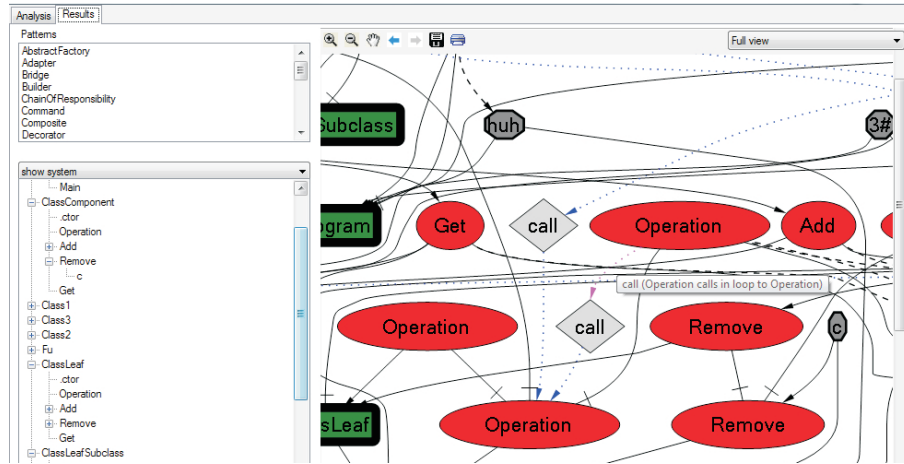 Analysis Results
Patterns
AbstractFactory
Adapter
Bridge
Builder
ChainOfResponsibility
Command
Composite
Decorator
show system
Main
ClassComponent
.ctor
Operation
Add
Remove
c
Get
Class1
Class3
Class2
Fu
ClassLeaf
.ctor
Operation
Add
Remove
Get
ClassLeafSubclass
Full view
Subclass huh 3#
ogram Get call Operation Add
call (Operation calls in loop to Operation)
Operation call Remove c
sLeaf Operation Remove